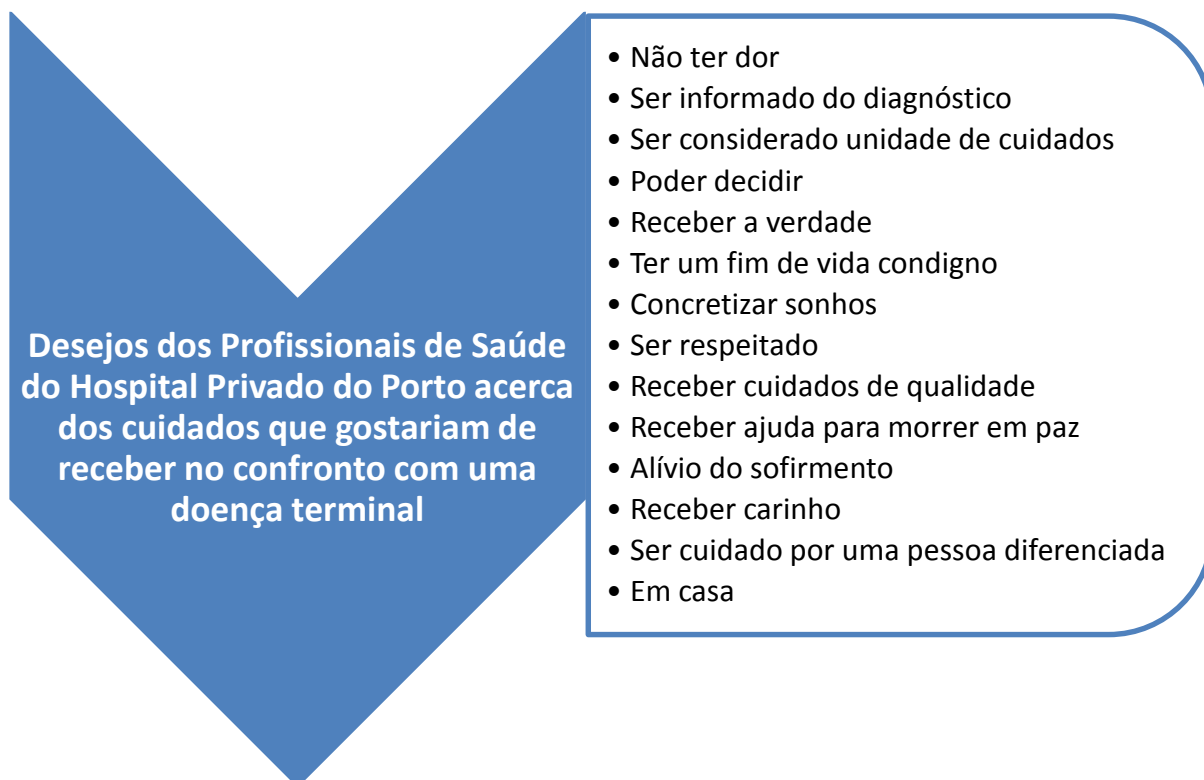 Desejos dos Profissionais de Saúde
do Hospital Privado do Porto acerca
dos cuidados que gostariam de
receber no confronto com uma
doença terminal
• Não ter dor
• Ser informado do diagnóstico
• Ser considerado unidade de cuidados
• Poder decidir
• Receber a verdade
• Ter um fim de vida condigno
• Concretizar sonhos
• Ser respeitado
• Receber cuidados de qualidade
• Receber ajuda para morrer em paz
• Alívio do sofirmento
• Receber carinho
• Ser cuidado por uma pessoa diferenciada
• Em casa